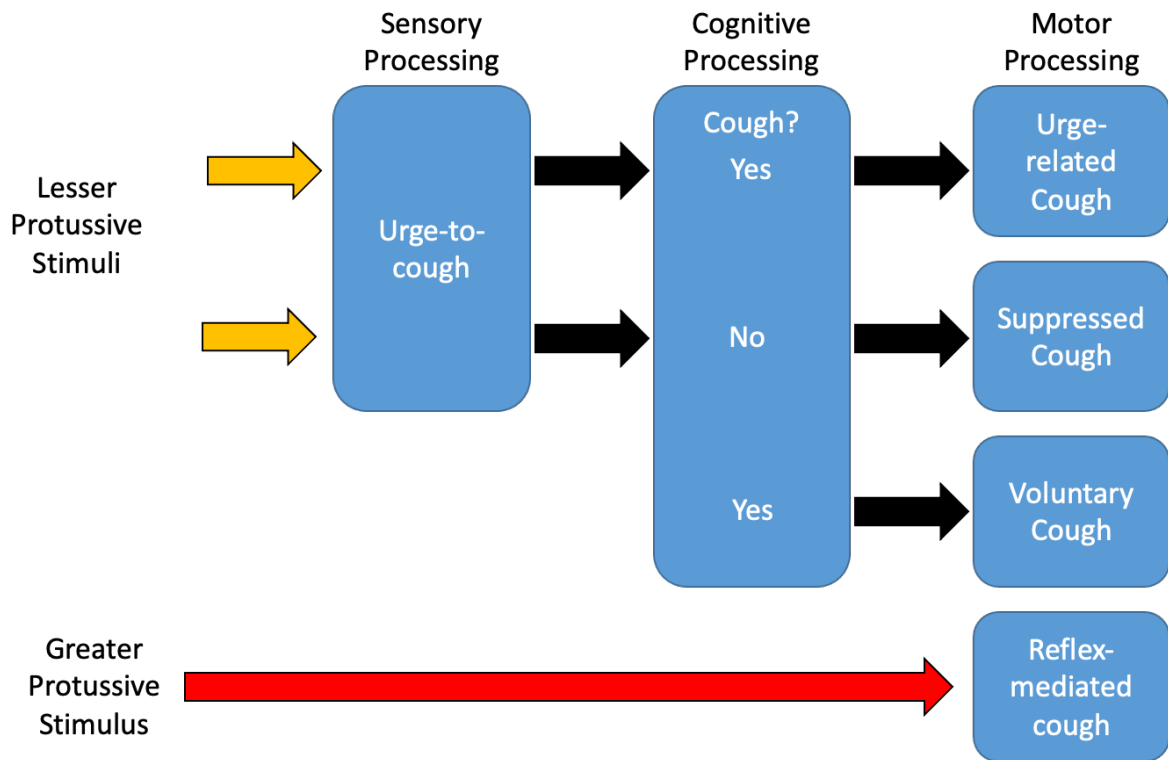 Sensory
Processing
Cognitive
Processing
Motor
Processing
Lesser
Protussive
Stimuli
Urge-to-
cough
Cough?
Yes
No
Yes
Urge-
related
Cough
Suppressed
Cough
Voluntary
Cough
Greater
Protussive
Stimulus
Reflex-
mediated
cough